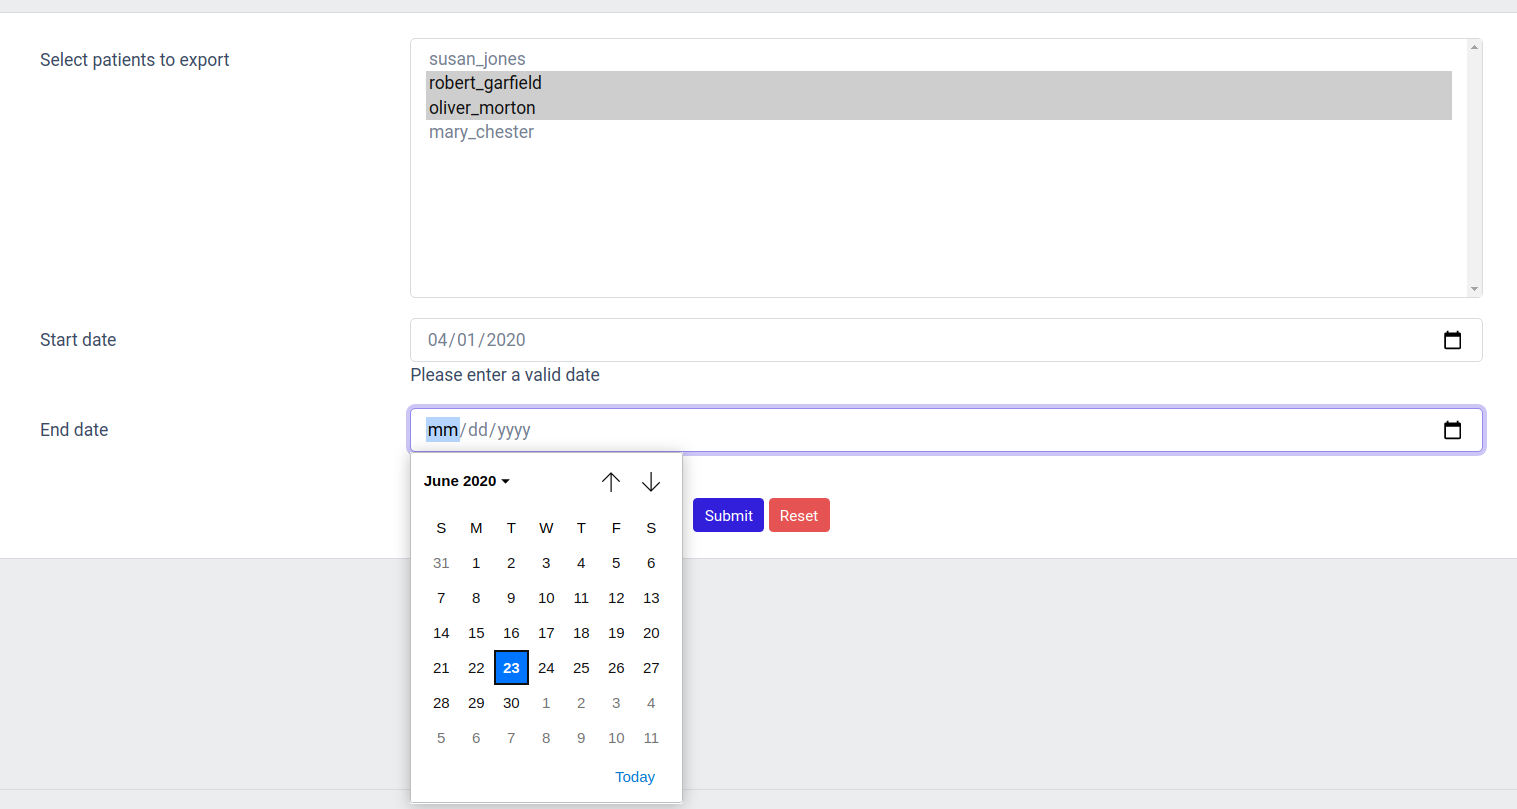 Select patients to export
susan_jones
robert_garfield
oliver_morton
mary_chester
Start date
04/01/2020
Please enter a valid date
End date
mm/dd/yyyy
June 2020
Submit Reset
S M T W T F S
31 1 2 3 4 5 6
7 8 9 10 11 12 13
14 15 16 17 18 19 20
21 22 23 24 25 26 27
28 29 30 1 2 3 4
5 6 7 8 9 10 11
Today